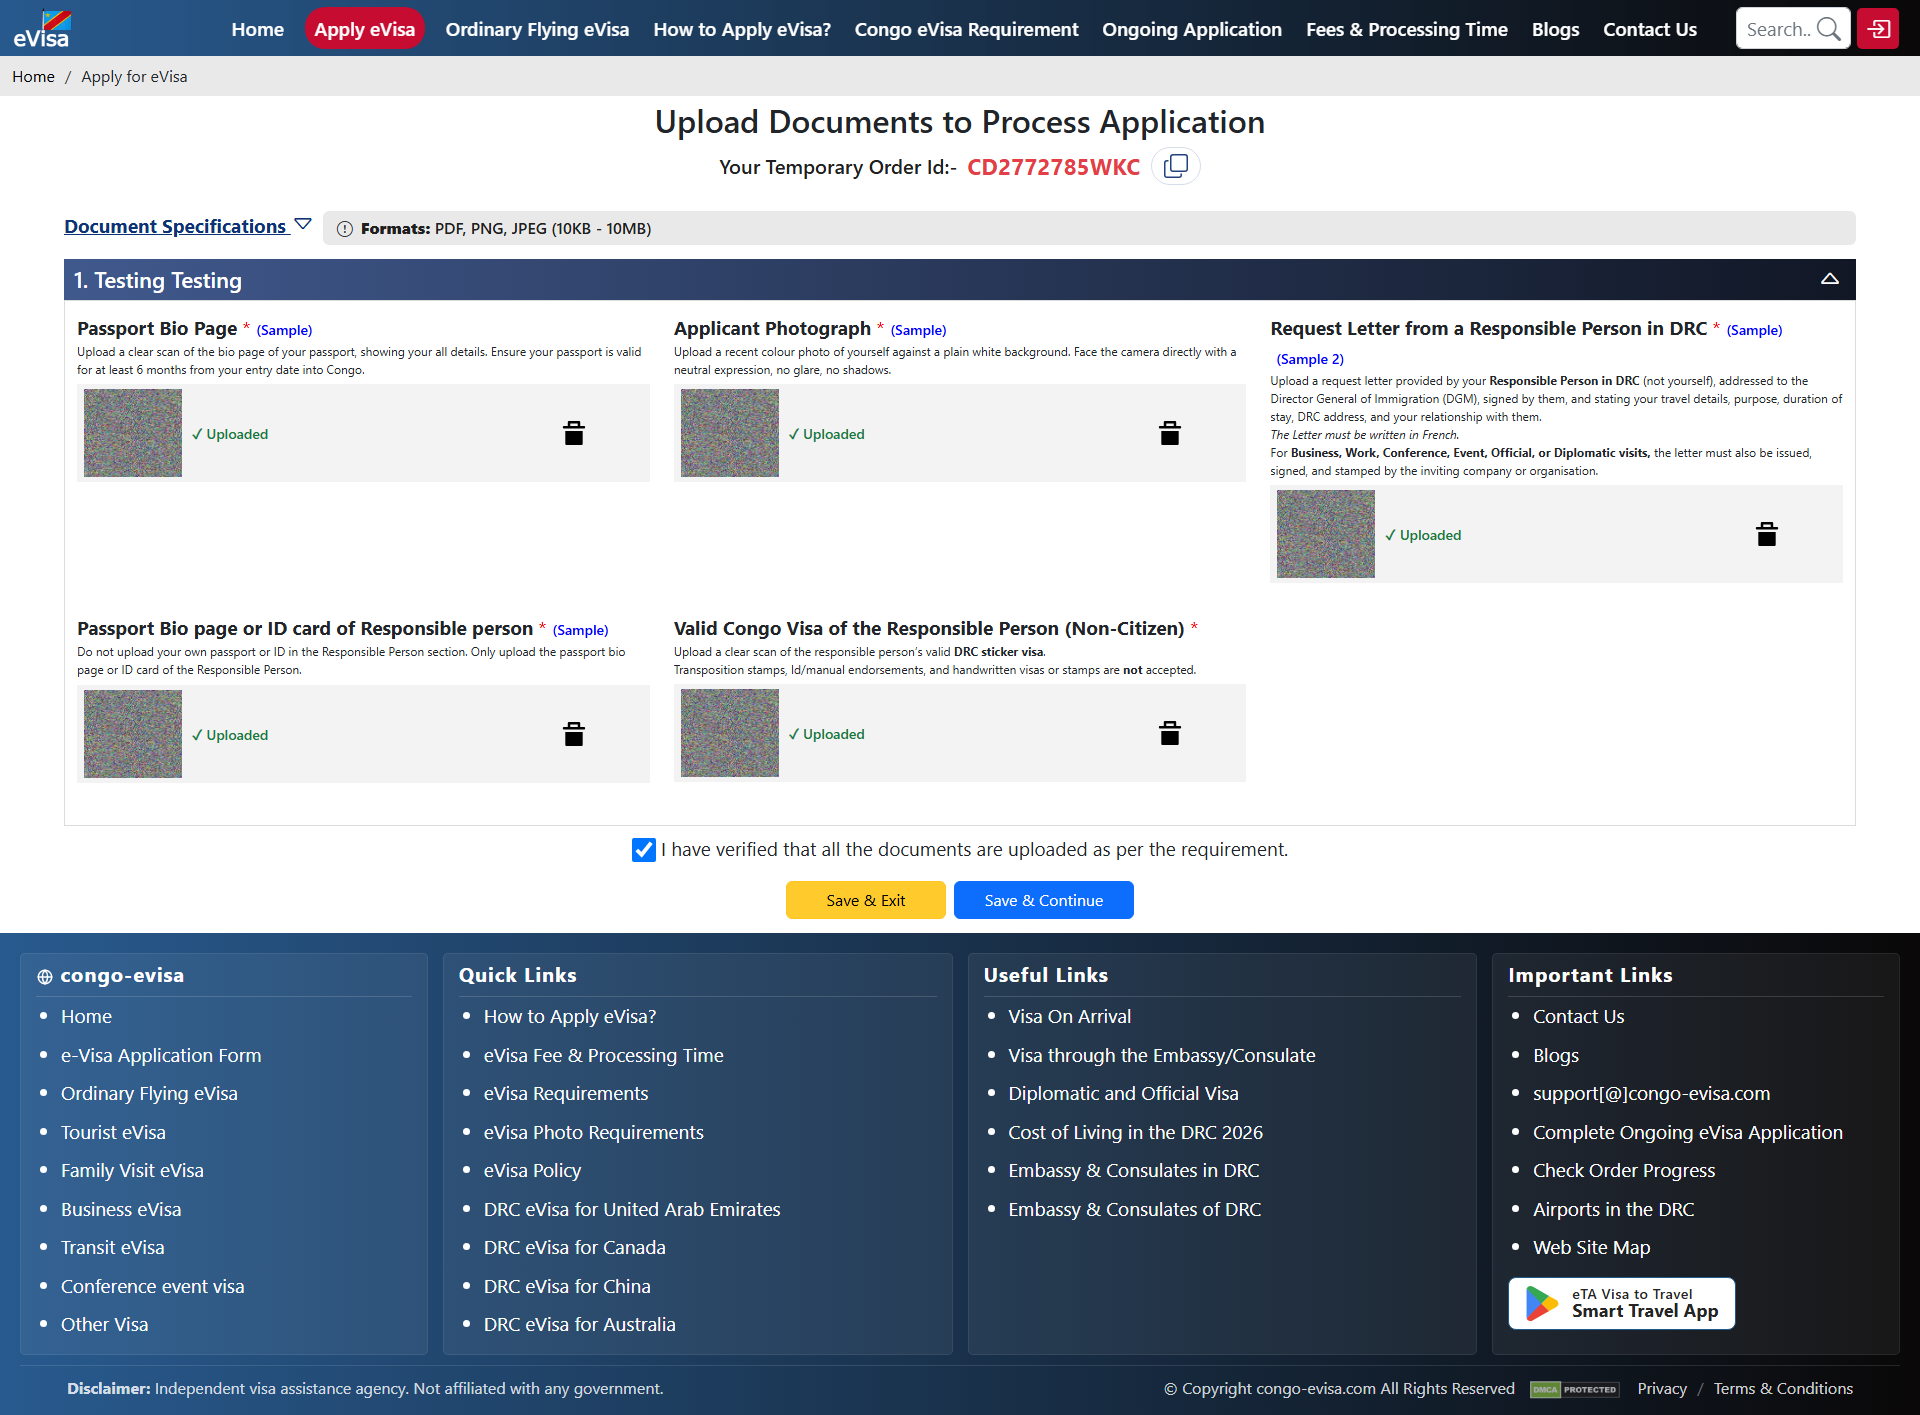 eVisa
Home
Apply eVisa
Ordinary Flying eVisa
How to Apply eVisa?
Congo eVisa Requirement
Ongoing Application
Fees & Processing Time
Blogs
Contact Us
Search..
Home / Apply for eVisa
Upload Documents to Process Application
Your Temporary Order Id:- CD2772785WKC
Document Specifications
Formats: PDF, PNG, JPEG (10KB - 10MB)
1. Testing Testing
Passport Bio Page * (Sample)
Upload a clear scan of the bio page of your passport, showing your all details. Ensure your passport is valid
for at least 6 months from your entry date into Congo.
✓ Uploaded
Applicant Photograph * (Sample)
Upload a recent colour photo of yourself against a plain white background. Face the camera directly with a
neutral expression, no glare, no shadows.
✓ Uploaded
Request Letter from a Responsible Person in DRC * (Sample)
(Sample 2)
Upload a request letter provided by your Responsible Person in DRC (not yourself), addressed to the
Director General of Immigration (DGM), signed by them, and stating your travel details, purpose, duration of
stay, DRC address, and your relationship with them.
The Letter must be written in French.
For Business, Work, Conference, Event, Official, or Diplomatic visits, the letter must also be issued,
signed, and stamped by the inviting company or organisation.
✓ Uploaded
Passport Bio page or ID card of Responsible person * (Sample)
Do not upload your own passport or ID in the Responsible Person section. Only upload the passport bio
page or ID card of the Responsible Person.
✓ Uploaded
Valid Congo Visa of the Responsible Person (Non-Citizen) *
Upload a clear scan of the responsible person's valid DRC sticker visa.
Transposition stamps, Id/manual endorsements, and handwritten visas or stamps are not accepted.
✓ Uploaded
I have verified that all the documents are uploaded as per the requirement.
Save & Exit
Save & Continue
congo-evisa
Home
e-Visa Application Form
Ordinary Flying eVisa
Tourist eVisa
Family Visit eVisa
Business eVisa
Transit eVisa
Conference event visa
Other Visa
Quick Links
How to Apply eVisa?
eVisa Fee & Processing Time
eVisa Requirements
eVisa Photo Requirements
eVisa Policy
DRC eVisa for United Arab Emirates
DRC eVisa for Canada
DRC eVisa for China
DRC eVisa for Australia
Useful Links
Visa On Arrival
Visa through the Embassy/Consulate
Diplomatic and Official Visa
Cost of Living in the DRC 2026
Embassy & Consulates in DRC
Embassy & Consulates of DRC
Important Links
Contact Us
Blogs
support[@]congo-evisa.com
Complete Ongoing eVisa Application
Check Order Progress
Airports in the DRC
Web Site Map
eTA Visa to Travel
Smart Travel App
Disclaimer: Independent visa assistance agency. Not affiliated with any government.
© Copyright congo-evisa.com All Rights Reserved
DMCA PROTECTED
Privacy / Terms & Conditions